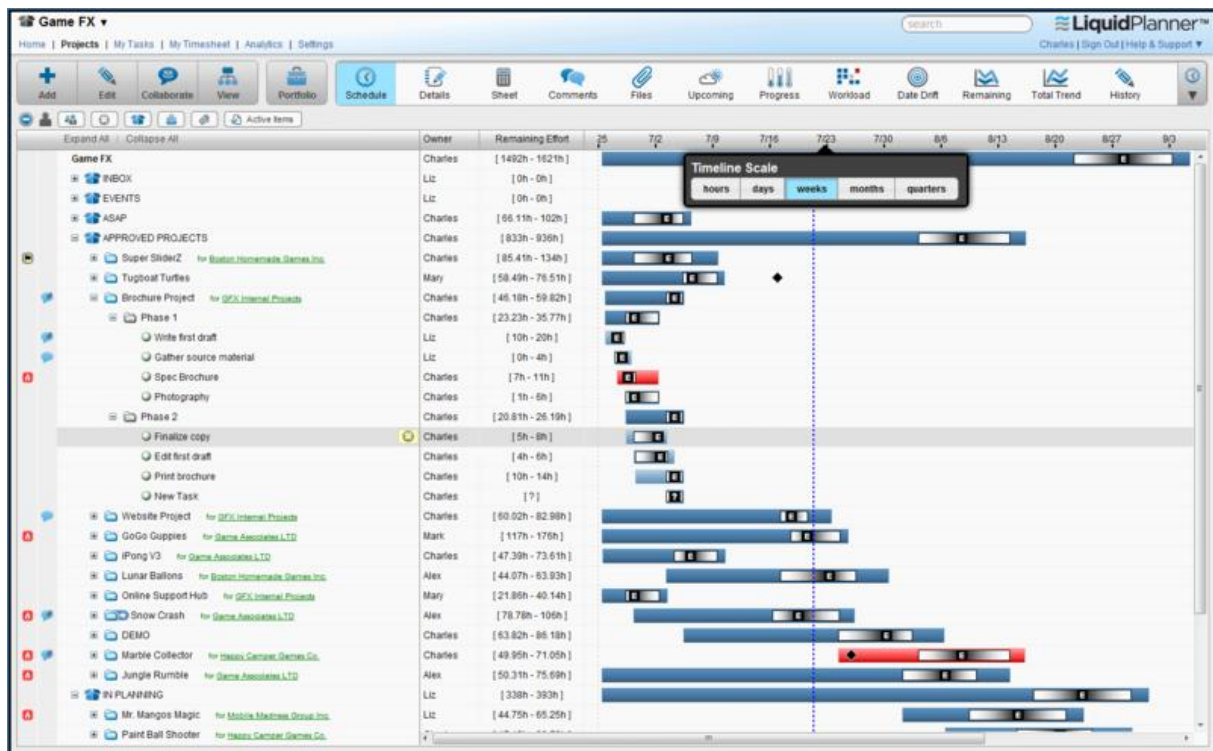 Game FX ▾
search
LiquidPlanner™
Home | Projects | My Tasks | My Timesheet | Analytics | Settings
Charles | Sign Out | Help & Support ▼
Add Edit Collaborate View Portfolio Schedule Details Sheet Comments Files Upcoming Progress Workload Date Drift Remaining Total Trend History
Active Items
Expand All | Collapse All Owner Remaining Effort 25 7/2 7/9 7/16 7/23 7/30 8/6 8/13 8/20 8/27 9/3
Game FX Charles [ 1492h - 1621h ] E
Timeline Scale
hours days weeks months quarters
INBOX Liz [ 0h - 0h ]
EVENTS Liz [ 0h - 0h ]
ASAP Charles [ 66.11h - 102h ] E
APPROVED PROJECTS Charles [ 833h - 936h ] E
Super SliderZ for Boston Homemade Games Inc. Charles [ 85.41h - 134h ] E
Tugboat Turtles Mary [ 58.49h - 76.51h ] E
Brochure Project for GFX Internal Projects Charles [ 46.18h - 59.82h ] E
Phase 1 Charles [ 23.23h - 35.77h ] E
Write first draft Liz [ 10h - 20h ] E
Gather source material Liz [ 0h - 4h ] E
Spec Brochure Charles [ 7h - 11h ] E
Photography Charles [ 1h - 6h ] E
Phase 2 Charles [ 20.81h - 26.19h ] E
Finalize copy Charles [ 5h - 8h ] E
Edit first draft Charles [ 4h - 6h ] E
Print brochure Charles [ 10h - 14h ] E
New Task Charles [ ? ] ?
Website Project for GFX Internal Projects Charles [ 60.02h - 82.98h ] E
GoGo Guppies for Game Associates LTD Mark [ 117h - 176h ] E
iPong V3 for Game Associates LTD Charles [ 47.39h - 73.61h ] E
Lunar Ballons for Boston Homemade Games Inc. Alex [ 44.07h - 63.93h ] E
Online Support Hub for GFX Internal Projects Mary [ 21.86h - 40.14h ] E
Snow Crash for Game Associates LTD Alex [ 78.78h - 106h ] E
DEMO Charles [ 63.82h - 86.18h ] E
Marble Collector for Happy Camper Games Co. Charles [ 49.95h - 71.05h ] E
Jungle Rumble for Game Associates LTD Alex [ 50.31h - 75.69h ] E
IN PLANNING Liz [ 338h - 393h ] E
Mr. Mangos Magic for Mobile Madness Group Inc. Liz [ 44.75h - 65.25h ] E
Paint Ball Shooter for Happy Camper Games Co.